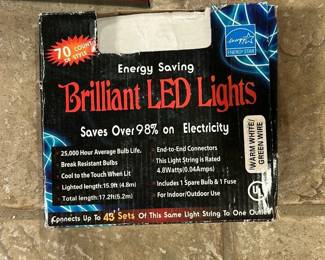 70 COUNT
energy
ENERGY STAR
Energy Saving
Brilliant LED Lights
Saves Over 98% on Electricity
• 25,000 Hour Average Bulb Life.
Break Resistant Bulbs
• Cool to the Touch When Lit
• Lighted length:15.9ft (4.8m)
• Total length:17.2ft(5.2m)
• End-to-End Connectors
• This Light String is Rated
4.8Watts(0.04Amps)
• Includes 1 Spare Bulb & 1 Fuse
• For Indoor/Outdoor Use
WARM WHITE/
GREEN WIRE
UL
Connects Up To 45 Sets Of This Same Light String To One Outlet